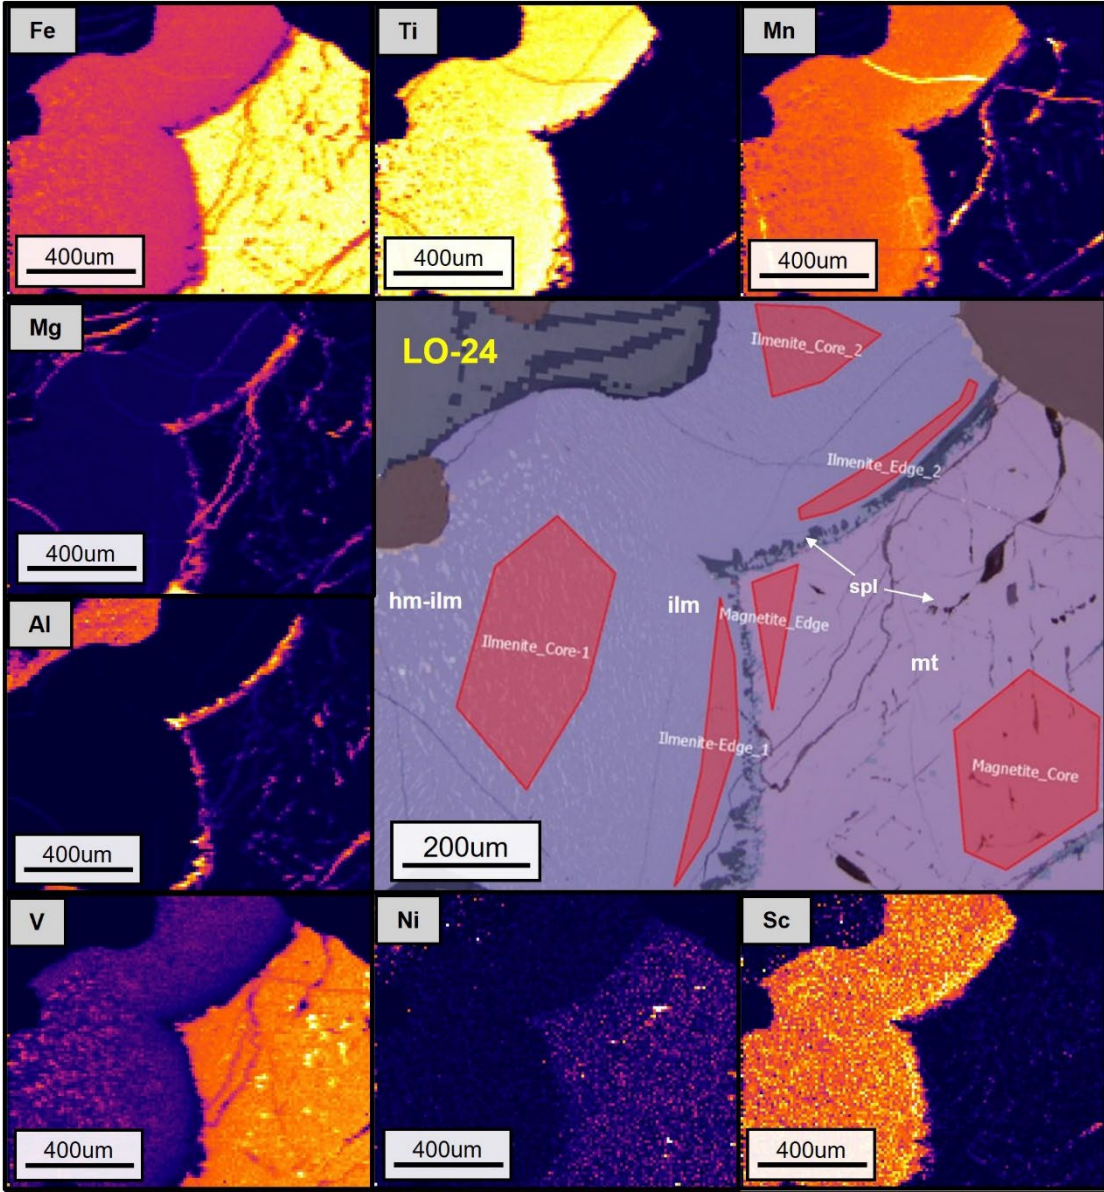 Fe
400um
Ti
400um
Mn
400um
Mg
400um
LO-24
Ilmenite_Core_2
Ilmenite_Edge_2
spl
hm-ilm
ilm
Magnetite_Edge
Ilmenite_Core-1
mt
Ilmenite-Edge_1
Magnetite_Core
200um
Al
400um
V
400um
Ni
400um
Sc
400um